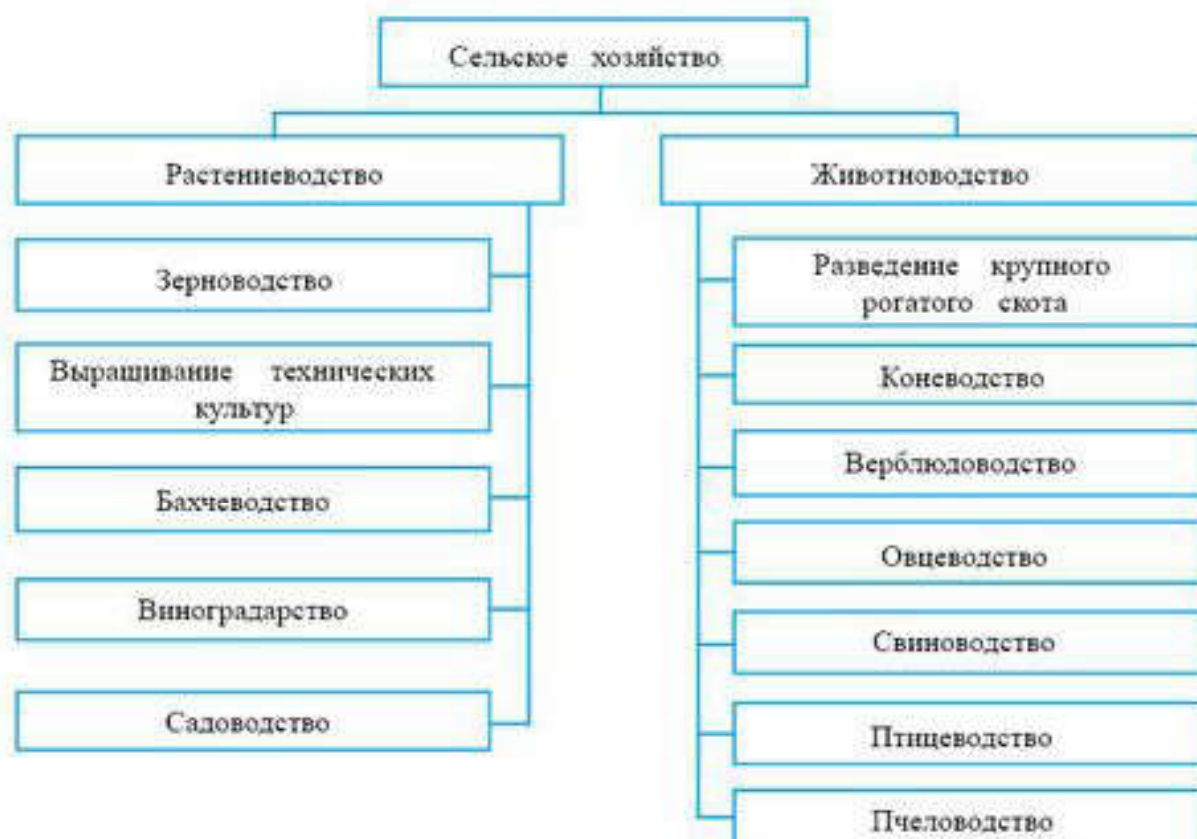 Сельское хозяйство
Растениеводство
Зерноводство
Выращивание технических
культур
Бахчеводство
Виноградарство
Садоводство
Животноводство
Разведение крупного
рогатого скота
Коневодство
Верблюдоводство
Овцеводство
Свиноводство
Птицеводство
Пчеловодство